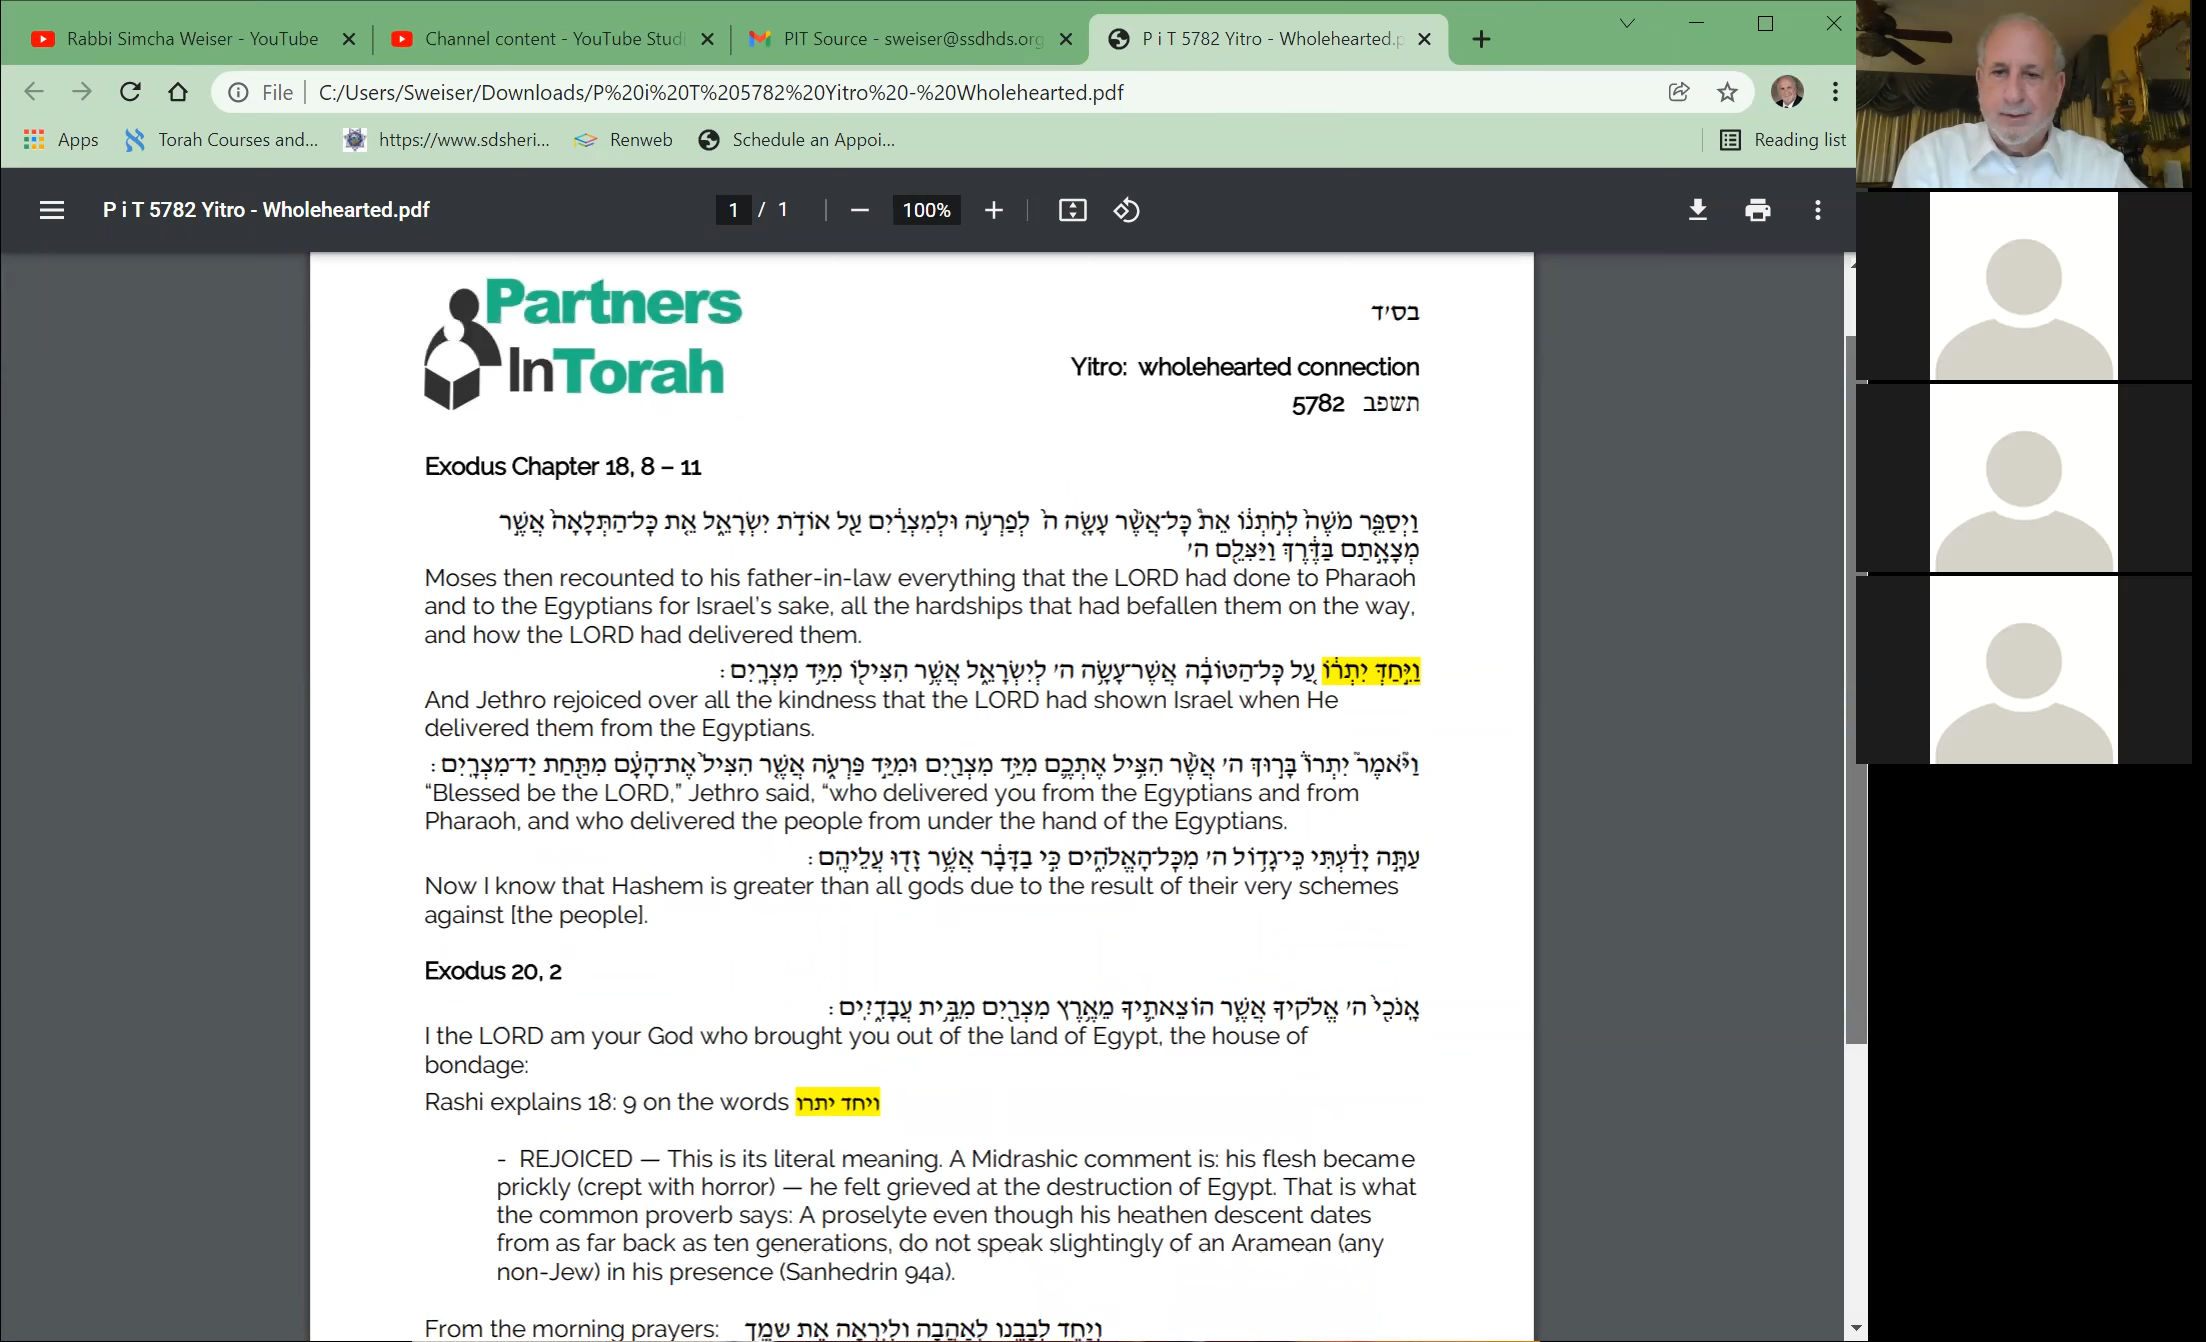 Rabbi Simcha Weiser - YouTube
Channel content - YouTube Studi
PIT Source - sweiser@ssdhds.org
P i T 5782 Yitro - Wholehearted.p
File
C:/Users/Sweiser/Downloads/P%20i%20T%205782%20Yitro%20-%20Wholehearted.pdf
Apps
Torah Courses and...
https://www.sdsheri...
Renweb
Schedule an Appoi...
Reading list
P i T 5782 Yitro - Wholehearted.pdf
1 / 1
100%
Partners
InTorah
בס'ד
Yitro: wholehearted connection
5782 תשפב
Exodus Chapter 18, 8 – 11
וַיְסַפֵּ֤ר מֹשֶׁה֙ לְחֹ֣תְנ֔וֹ אֵת֩ כָּל־אֲשֶׁ֨ר עָשָׂ֤ה ה֙' לְפַרְעֹ֣ה וּלְמִצְרַ֔יִם עַ֖ל אוֹדֹ֣ת יִשְׂרָאֵ֑ל אֵ֤ת כָּל־הַתְּלָאָה֙ אֲשֶׁ֣ר
מְצָאָ֣תַם בַּדֶּ֔רֶךְ וַיַּצִּלֵ֖ם ה'
Moses then recounted to his father-in-law everything that the LORD had done to Pharaoh
and to the Egyptians for Israel's sake, all the hardships that had befallen them on the way,
and how the LORD had delivered them.
וַיִּ֣חַדְּ יִתְר֔וֹ עַ֚ל כָּל־הַטּוֹבָ֔ה אֲשֶׁר־עָשָׂ֥ה ה' לְיִשְׂרָאֵ֑ל אֲשֶׁ֥ר הִצִּיל֖וֹ מִיַּ֥ד מִצְרָֽיִם׃
And Jethro rejoiced over all the kindness that the LORD had shown Israel when He
delivered them from the Egyptians.
וַיֹּ֘אמֶר֮ יִתְרוֹ֒ בָּר֣וּךְ ה' אֲשֶׁ֨ר הִצִּ֥יל אֶתְכֶ֛ם מִיַּ֥ד מִצְרַ֖יִם וּמִיַּ֣ד פַּרְעֹ֑ה אֲשֶׁ֤ר הִצִּיל֙ אֶת־הָעָ֔ם מִתַּ֖חַת יַד־מִצְרָֽיִם׃
“Blessed be the LORD,” Jethro said, “who delivered you from the Egyptians and from
Pharaoh, and who delivered the people from under the hand of the Egyptians.
עַתָּ֣ה יָדַ֔עְתִּי כִּֽי־גָד֥וֹל ה' מִכָּל־הָאֱלֹהִ֑ים כִּ֣י בַדָּבָ֔ר אֲשֶׁ֥ר זָד֖וּ עֲלֵיהֶֽם׃
Now I know that Hashem is greater than all gods due to the result of their very schemes
against [the people].
Exodus 20, 2
אָֽנֹכִ֖י֙ ה' אֱלֹקיךָ אֲשֶׁ֧ר הוֹצֵאתִ֛יךָ מֵאֶ֥רֶץ מִצְרַ֖יִם מִבֵּ֣ית עֲבָדִֽ֑ים׃
I the LORD am your God who brought you out of the land of Egypt, the house of
bondage:
Rashi explains 18: 9 on the words ויחד יתרו
- REJOICED — This is its literal meaning. A Midrashic comment is: his flesh became
prickly (crept with horror) — he felt grieved at the destruction of Egypt. That is what
the common proverb says: A proselyte even though his heathen descent dates
from as far back as ten generations, do not speak slightingly of an Aramean (any
non-Jew) in his presence (Sanhedrin 94a).
From the morning prayers: וְיַחֵד לְבָבֵנוּ לְאַהֲבָה וּלְיִרְאָה אֶת שְׁמֶךָ